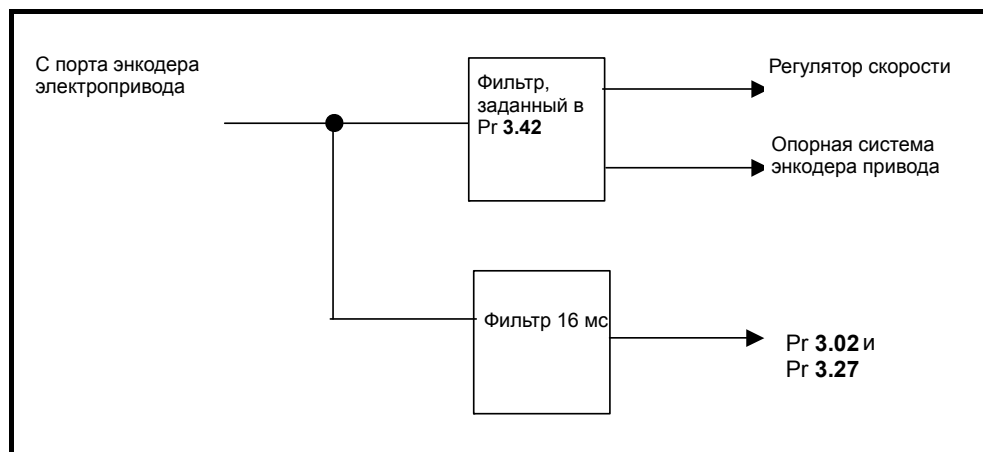 С порта энкодера
электропривода
Фильтр,
заданный в
Pr 3.42
Регулятор скорости
Опорная система
энкодера привода
Фильтр 16 мс
Pr 3.02 и
Pr 3.27